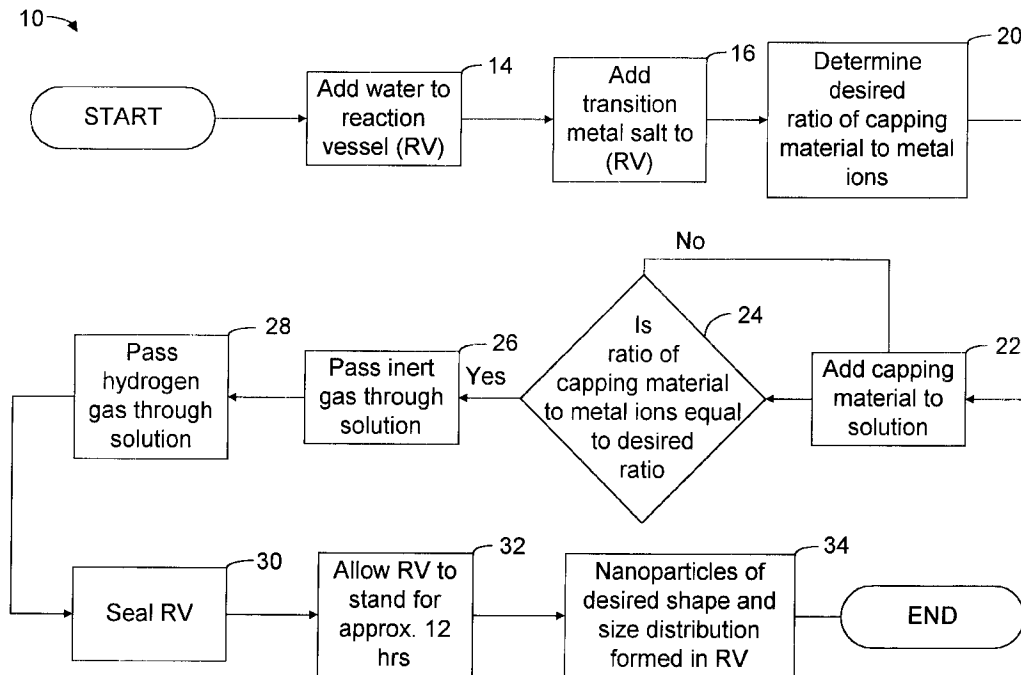 10
START
14
Add water to
reaction
vessel (RV)
16
Add
transition
metal salt to
(RV)
20
Determine
desired
ratio of capping
material to metal
ions
No
28
Pass
hydrogen
gas through
solution
26
Pass inert
gas through
solution
Yes
24
Is
ratio of
capping material
to metal ions equal
to desired
ratio
22
Add capping
material to
solution
30
Seal RV
32
Allow RV to
stand for
approx. 12
hrs
34
Nanoparticles of
desired shape and
size distribution
formed in RV
END